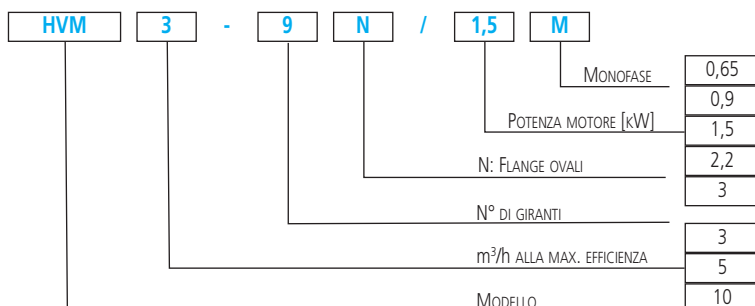 HVM 3 - 9 N / 1,5 M
MONOFASE
0,65
0,9
POTENZA MOTORE [KW]
1,5
N: FLANGE OVALI
2,2
3
N° DI GIRANTI
3
m³/h ALLA MAX. EFFICIENZA
5
MODELLO
10